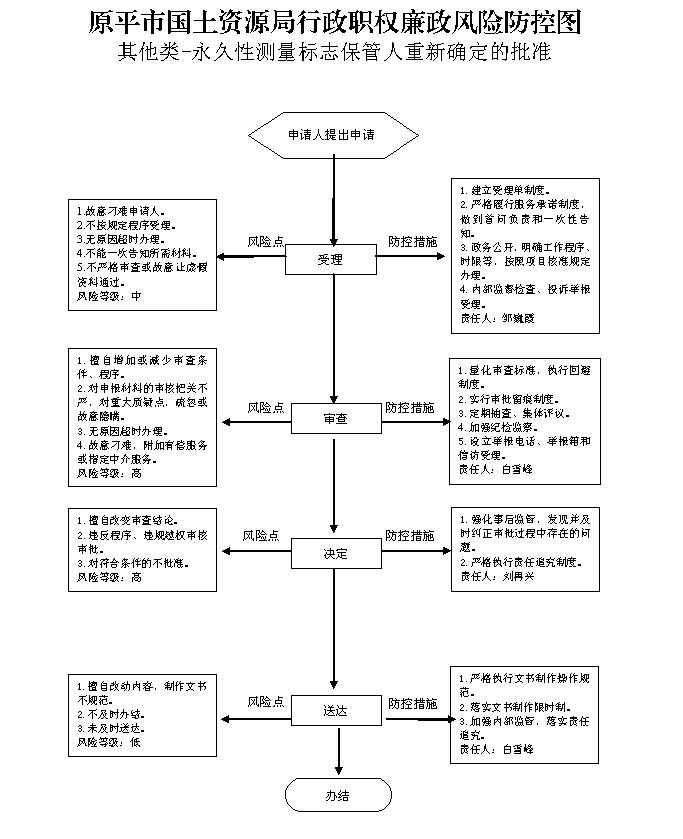 原平市国土资源局行政职权廉政风险防控图
其他类-永久性测量标志保管人重新确定的批准
申请人提出申请
1.故意刁难申请人。
2.不按规定程序受理。
3.无原因超时办理。
4.不能一次告知所需材料。
5.不严格审查或故意让虚假
资料通过。
风险等级：中
风险点
受理
防控措施
1. 建立受理单制度。
2. 严格履行服务承诺制度，
做到首问负责和一次性告
知。
3. 政务公开，明确工作程序、
时限等，按照项目核准规定
办理。
4. 内部监督检查、投诉举报
受理。
责任人：邹巍霞
1. 擅自增加或减少审查条
件、程序。
2. 对申报材料的审核把关不
严，对重大质疑点，疏忽或
故意隐瞒。
3. 无原因超时办理。
4. 故意刁难，附加有偿服务
或指定中介服务。
风险等级：高
风险点
审查
防控措施
1. 量化审查标准，执行回避
制度。
2. 实行审批留痕制度。
3. 定期抽查、集体评议。
4. 加强纪检监察。
5. 设立举报电话、举报箱和
信访受理。
责任人：白雪峰
1. 擅自改变审查结论。
2. 违反程序、违规越权审核
审批。
3. 对符合条件的不批准。
风险等级：高
风险点
决定
防控措施
1. 强化事后监管，发现并及
时纠正审批过程中存在的问
题。
2. 严格执行责任追究制度。
责任人：刘再兴
1. 擅自改动内容，制作文书
不规范。
2. 不及时办结。
3. 未及时送达。
风险等级：低
风险点
送达
防控措施
1. 严格执行文书制作操作规
范。
2. 落实文书制作限时制。
3. 加强内部监管，落实责任
追究。
责任人：白雪峰
办结